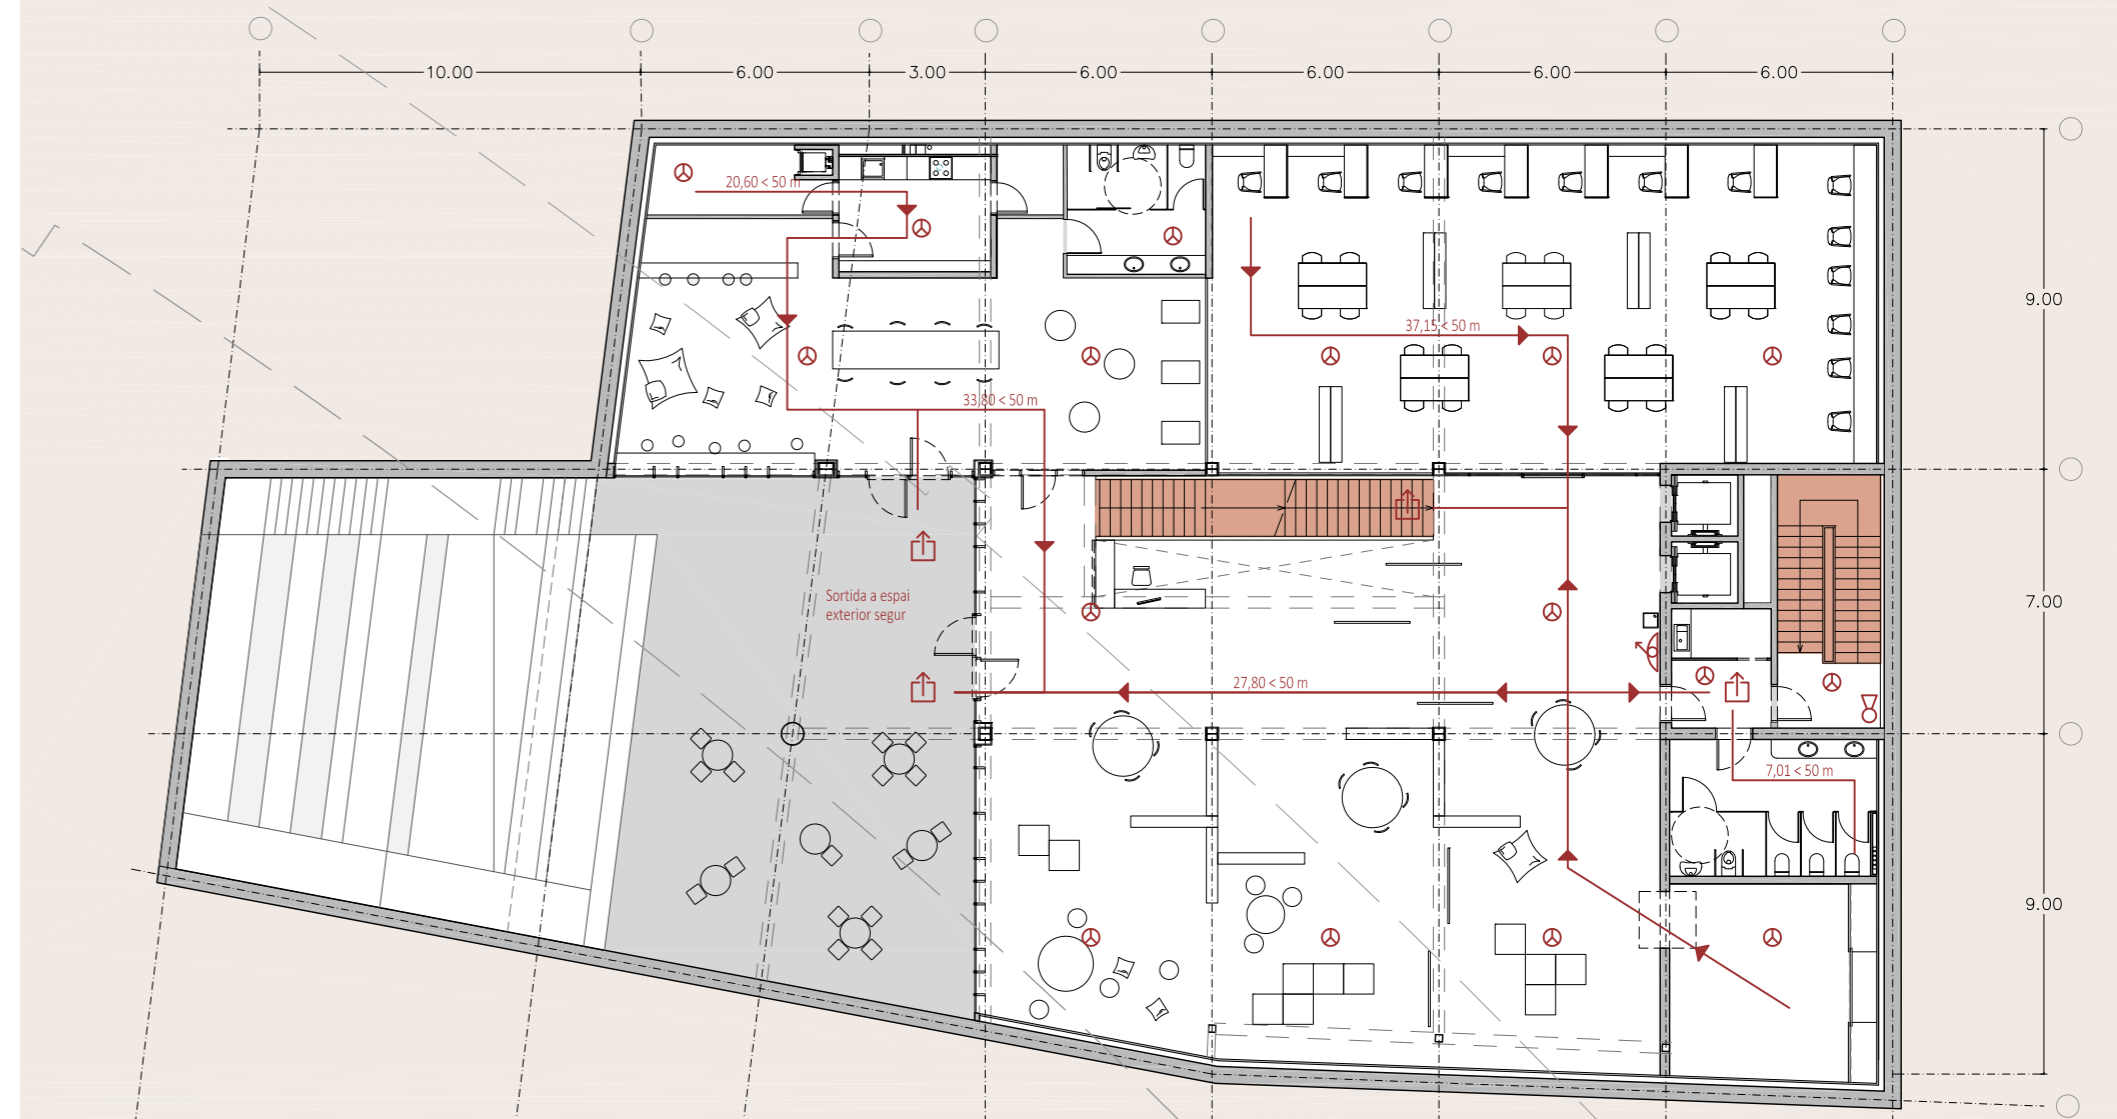 10.00
6.00
3.00
6.00
6.00
6.00
6.00
20,60 < 50 m
9.00
37,15 < 50 m
33,80 < 50 m
Sortida a espai
exterior segur
7.00
27,80 < 50 m
7,01 < 50 m
9.00